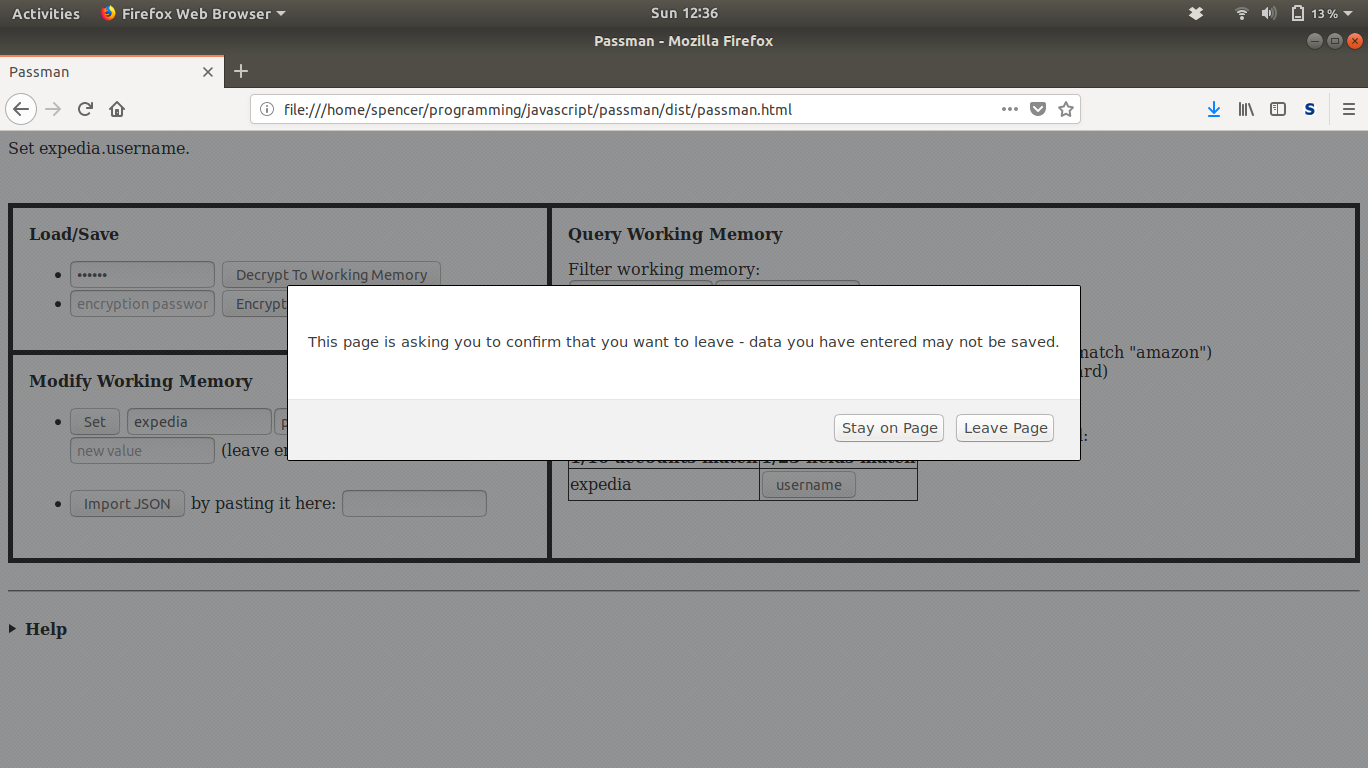 Activities Firefox Web Browser Sun 12:36 13%
Passman - Mozilla Firefox
Passman
file:///home/spencer/programming/javascript/passman/dist/passman.html S
Set expedia.username.
Load/Save
•••••• Decrypt To Working Memory
encryption passwor Encrypt
Modify Working Memory
Set expedia p
new value (leave
Import JSON by pasting it here:
Query Working Memory
Filter working memory:
match "amazon")
expedia username
This page is asking you to confirm that you want to leave - data you have entered may not be saved.
Stay on Page Leave Page
Help